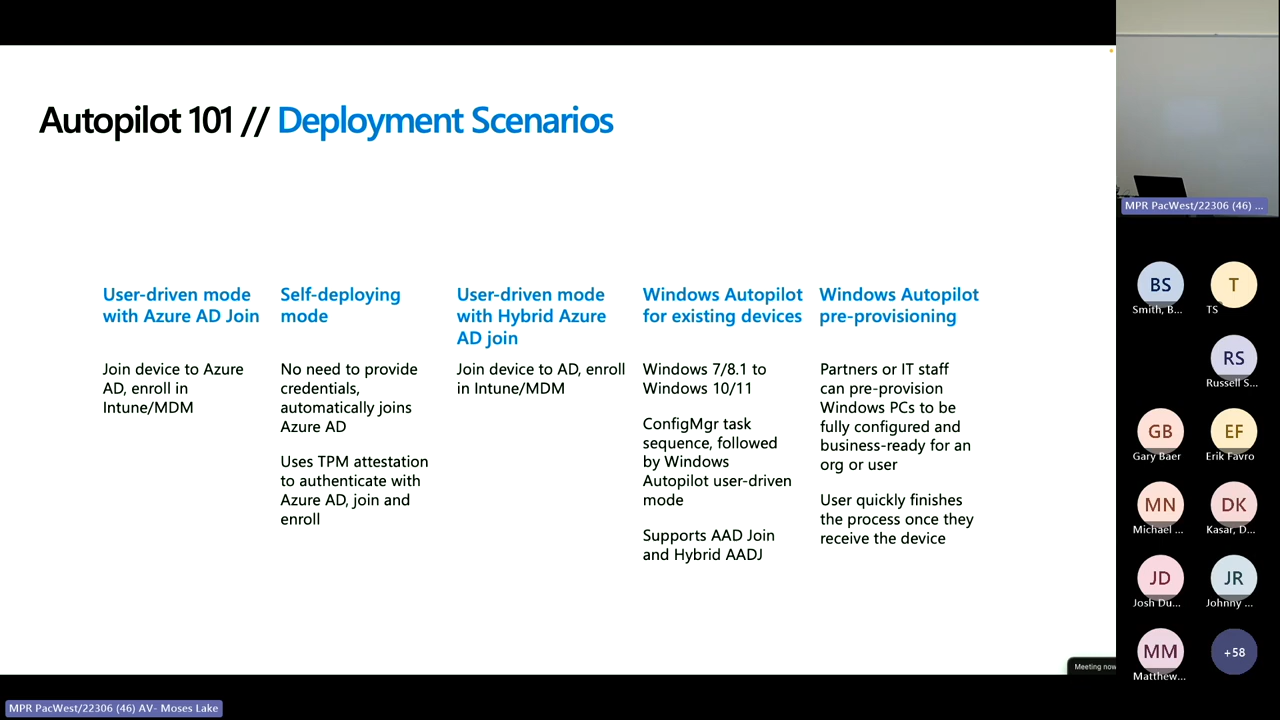 Autopilot 101 // Deployment Scenarios
User-driven mode
with Azure AD Join
Join device to Azure
AD, enroll in
Intune/MDM
Self-deploying
mode
No need to provide
credentials,
automatically joins
Azure AD
Uses TPM attestation
to authenticate with
Azure AD, join and
enroll
User-driven mode
with Hybrid Azure
AD join
Join device to AD, enroll
in Intune/MDM
Windows Autopilot
for existing devices
Windows 7/8.1 to
Windows 10/11
ConfigMgr task
sequence, followed
by Windows
Autopilot user-driven
mode
Supports AAD Join
and Hybrid AADJ
Windows Autopilot
pre-provisioning
Partners or IT staff
can pre-provision
Windows PCs to be
fully configured and
business-ready for an
org or user
User quickly finishes
the process once they
receive the device
Meeting now
MPR PacWest/22306 (46) AV- Moses Lake
MPR PacWest/22306 (46) ...
BS
Smith, B...
T
TS
RS
Russell S...
GB
Gary Baer
EF
Erik Favro
MN
Michael ...
DK
Kasar, D...
JD
Josh Du...
JR
Johnny ...
MM
Matthew...
+58